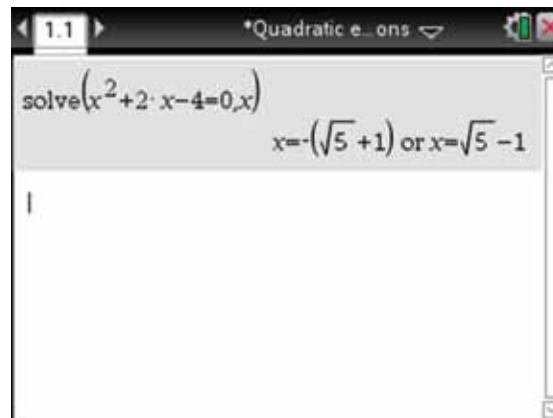 1.1 *Quadratic e...ons
solve(x²+2·x−4=0,x)
x=-(√5+1) or x=√5−1